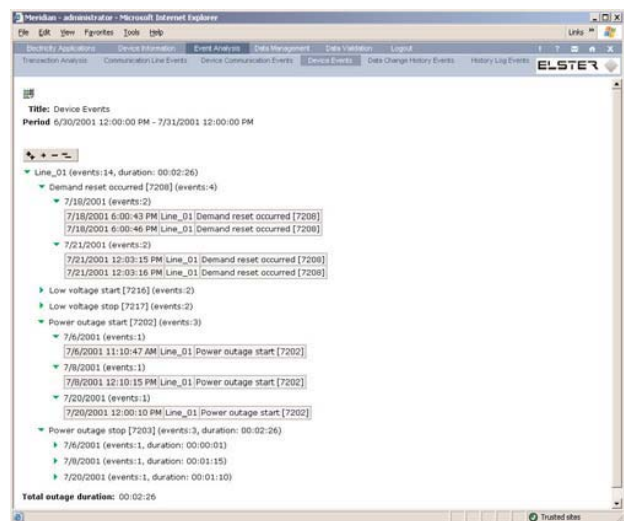 Meridian - administrator - Microsoft Internet Explorer
File Edit View Favorites Tools Help Links »
Electricity Applications Device Information Event Analysis Data Management Data Validation Logout ! ? X
Transaction Analysis Communication Line Events Device Communication Events Device Events Data Change History Events History Log Events ELSTER
Title: Device Events
Period 6/30/2001 12:00:00 PM - 7/31/2001 12:00:00 PM
Line_01 (events:14, duration: 00:02:26)
Demand reset occurred [7208] (events:4)
7/18/2001 (events:2)
7/18/2001 6:00:43 PM Line_01 Demand reset occurred [7208]
7/18/2001 6:00:46 PM Line_01 Demand reset occurred [7208]
7/21/2001 (events:2)
7/21/2001 12:03:15 PM Line_01 Demand reset occurred [7208]
7/21/2001 12:03:16 PM Line_01 Demand reset occurred [7208]
Low voltage start [7216] (events:2)
Low voltage stop [7217] (events:2)
Power outage start [7202] (events:3)
7/6/2001 (events:1)
7/6/2001 11:10:47 AM Line_01 Power outage start [7202]
7/8/2001 (events:1)
7/8/2001 12:10:15 PM Line_01 Power outage start [7202]
7/20/2001 (events:1)
7/20/2001 12:00:10 PM Line_01 Power outage start [7202]
Power outage stop [7203] (events:3, duration: 00:02:26)
7/6/2001 (events:1, duration: 00:00:01)
7/8/2001 (events:1, duration: 00:01:15)
7/20/2001 (events:1, duration: 00:01:10)
Total outage duration: 00:02:26
Trusted sites